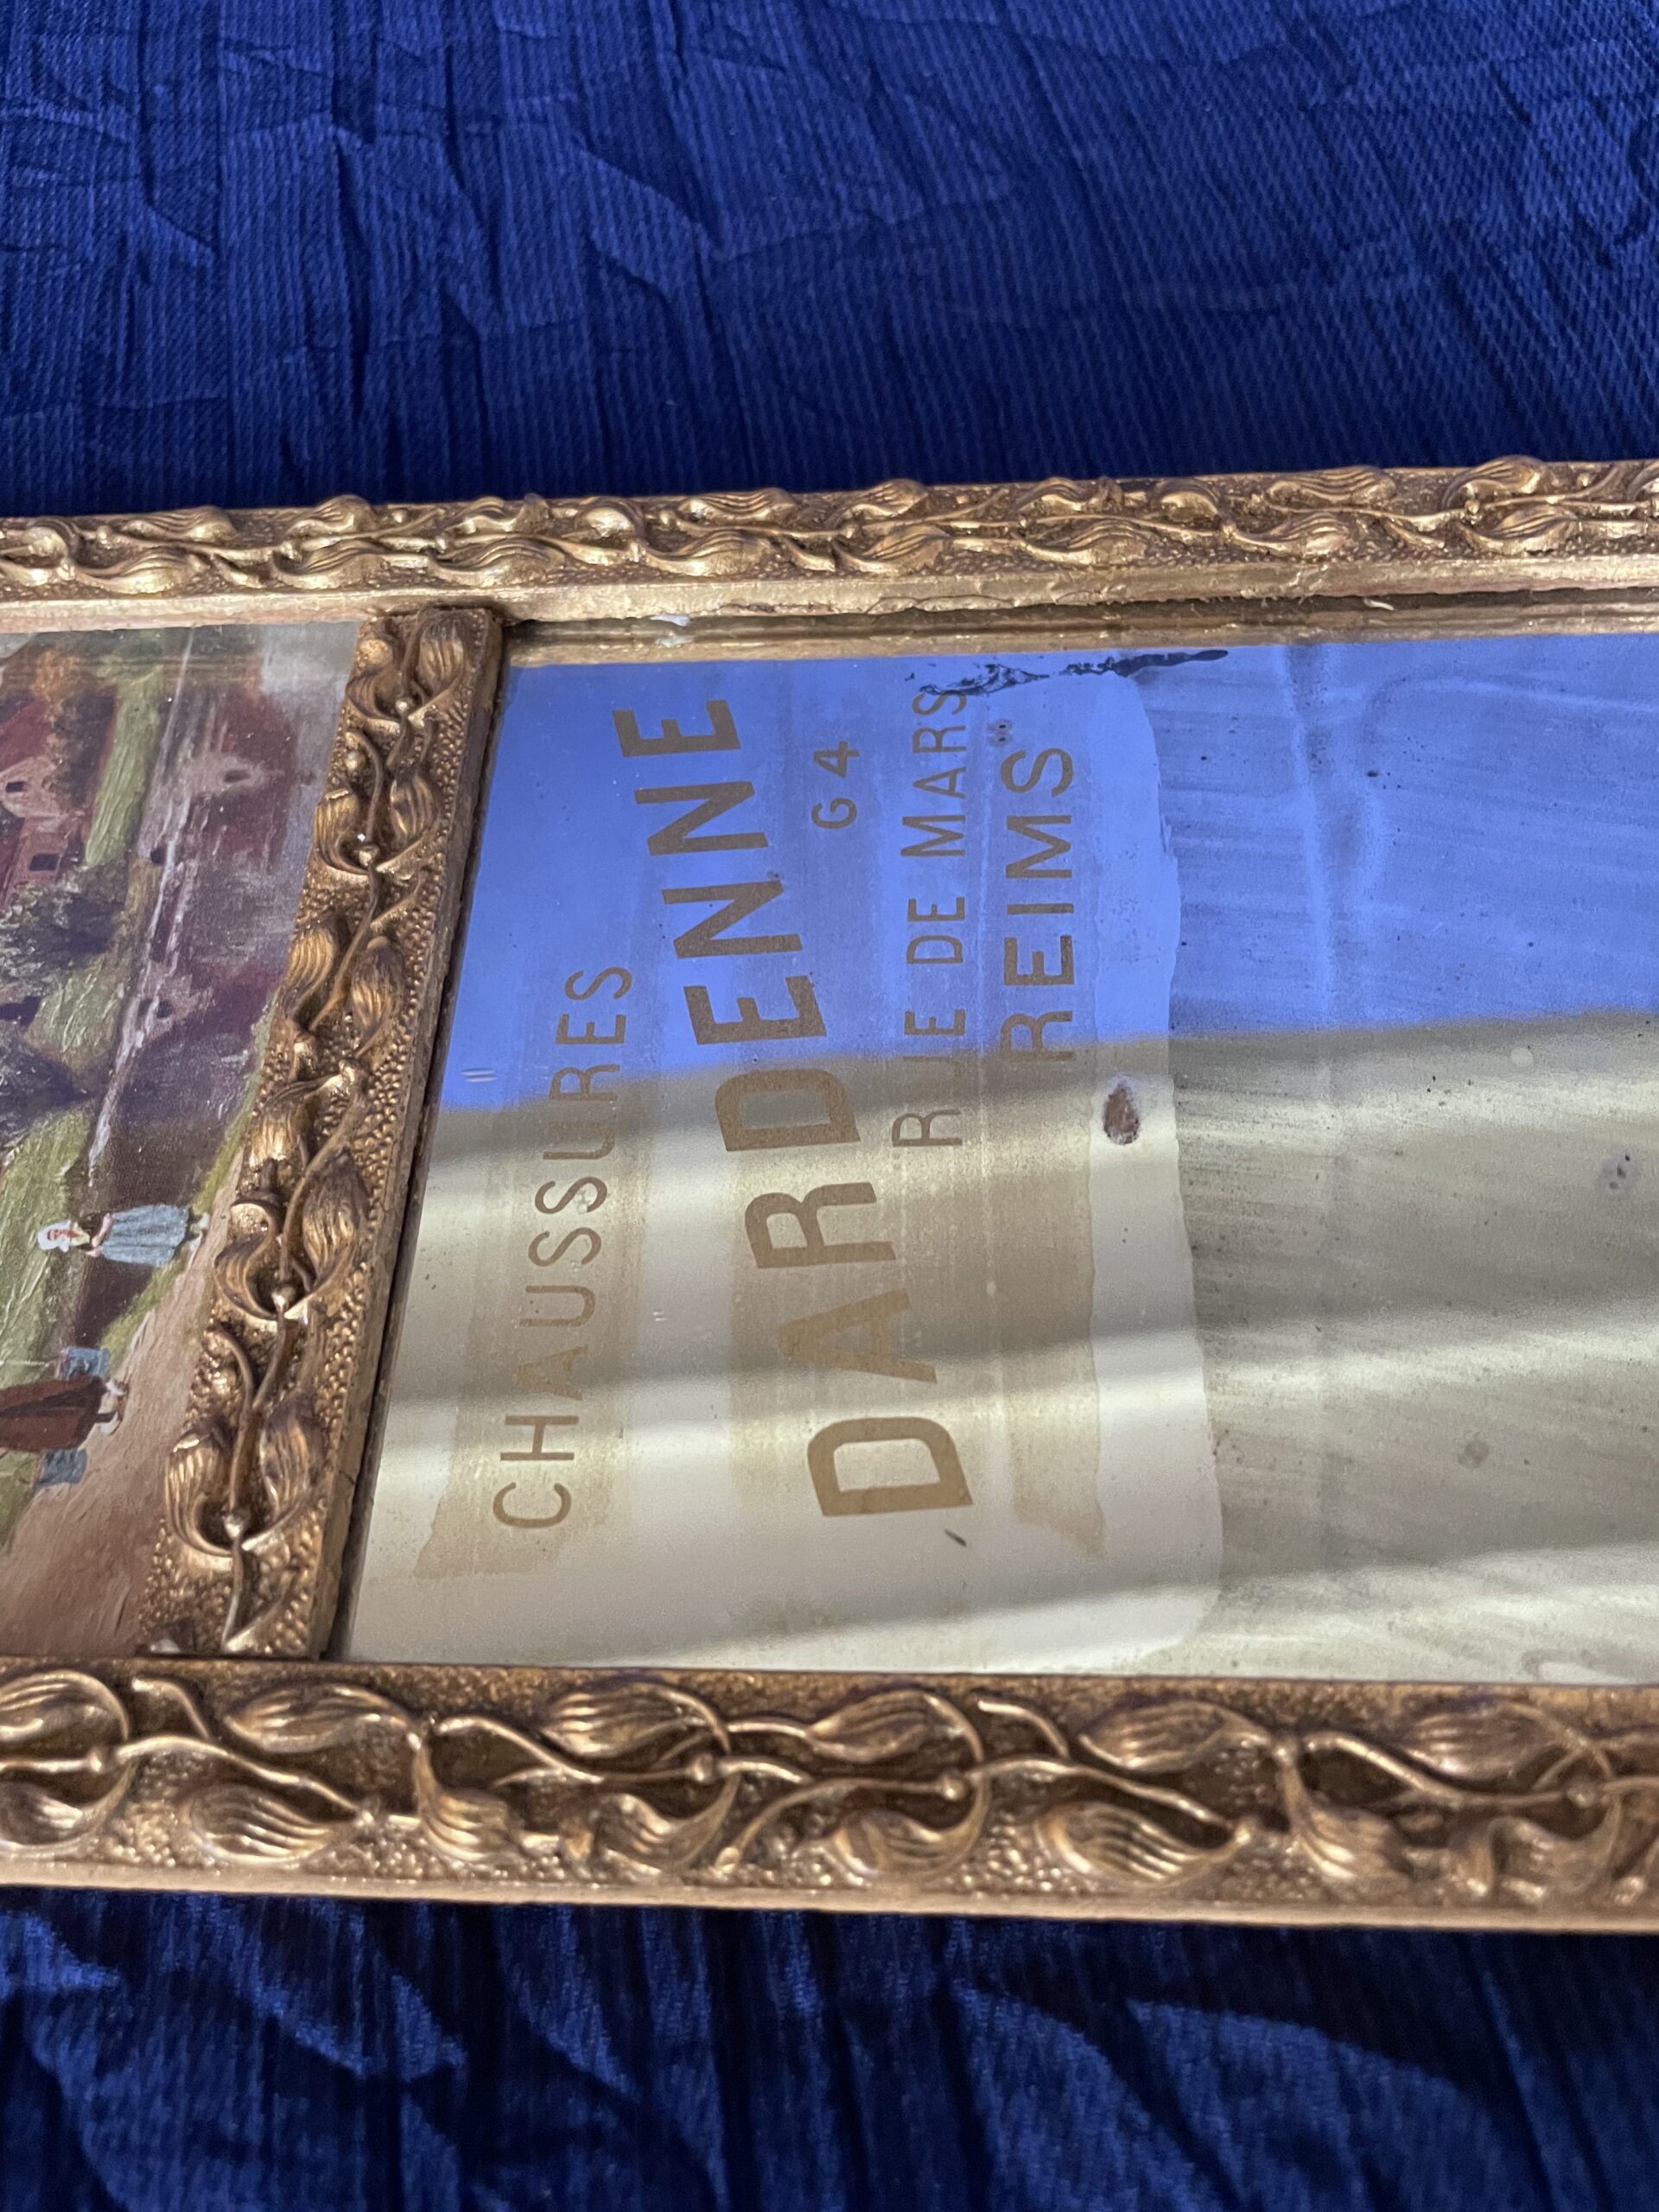 CHAUSSURES
DARDENNE
64
RUE DE MARS
REIMS